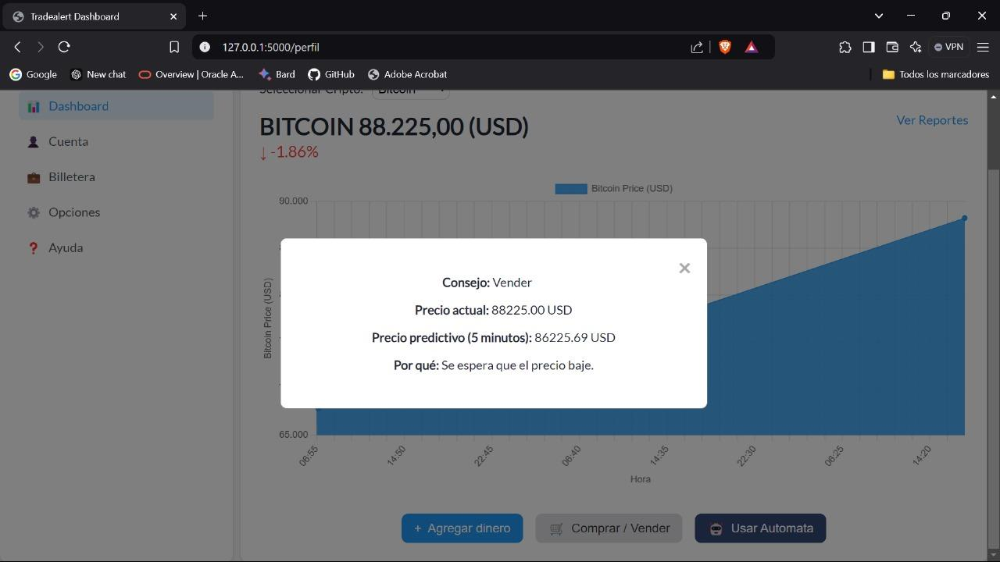 Tradealert Dashboard
127.0.0.1:5000/perfil
VPN
Google
New chat
Overview | Oracle A...
Bard
GitHub
Adobe Acrobat
Todos los marcadores
Dashboard
Cuenta
Billetera
Opciones
Ayuda
Seleccionar Cripto: Bitcoin
BITCOIN 88.225,00 (USD)
↓ -1.86%
Ver Reportes
Bitcoin Price (USD)
90.000
65.000
Bitcoin Price (USD)
Consejo: Vender
Precio actual: 88225.00 USD
Precio predictivo (5 minutos): 86225.69 USD
Por qué: Se espera que el precio baje.
06:55
14:50
22:45
06:40
14:35
22:30
06:25
14:20
Hora
+ Agregar dinero
Comprar / Vender
Usar Automata